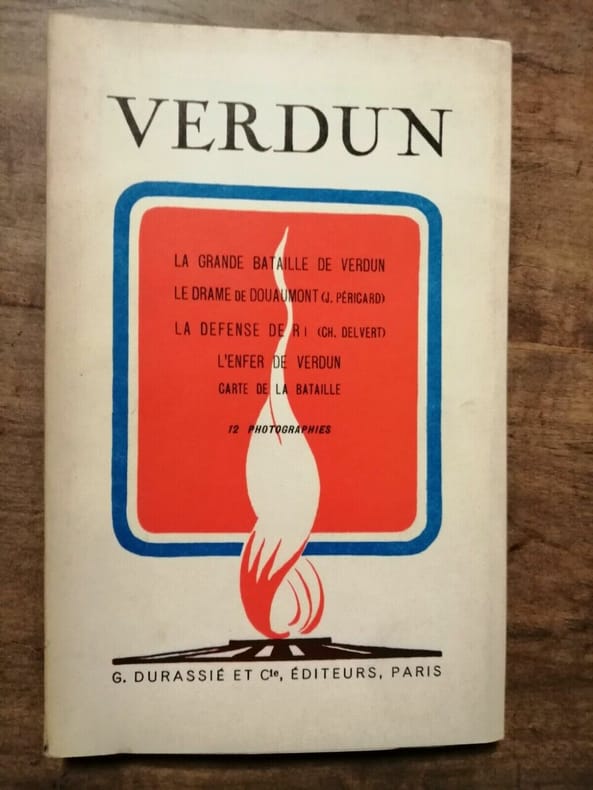 VERDUN
LA GRANDE BATAILLE DE VERDUN
LE DRAME DE DOUAUMONT (J. PÉRICARD)
LA DEFENSE DE R1 (CH. DELVERT)
L'ENFER DE VERDUN
CARTE DE LA BATAILLE
12 PHOTOGRAPHIES
G. DURASSIÉ ET Cie, ÉDITEURS, PARIS